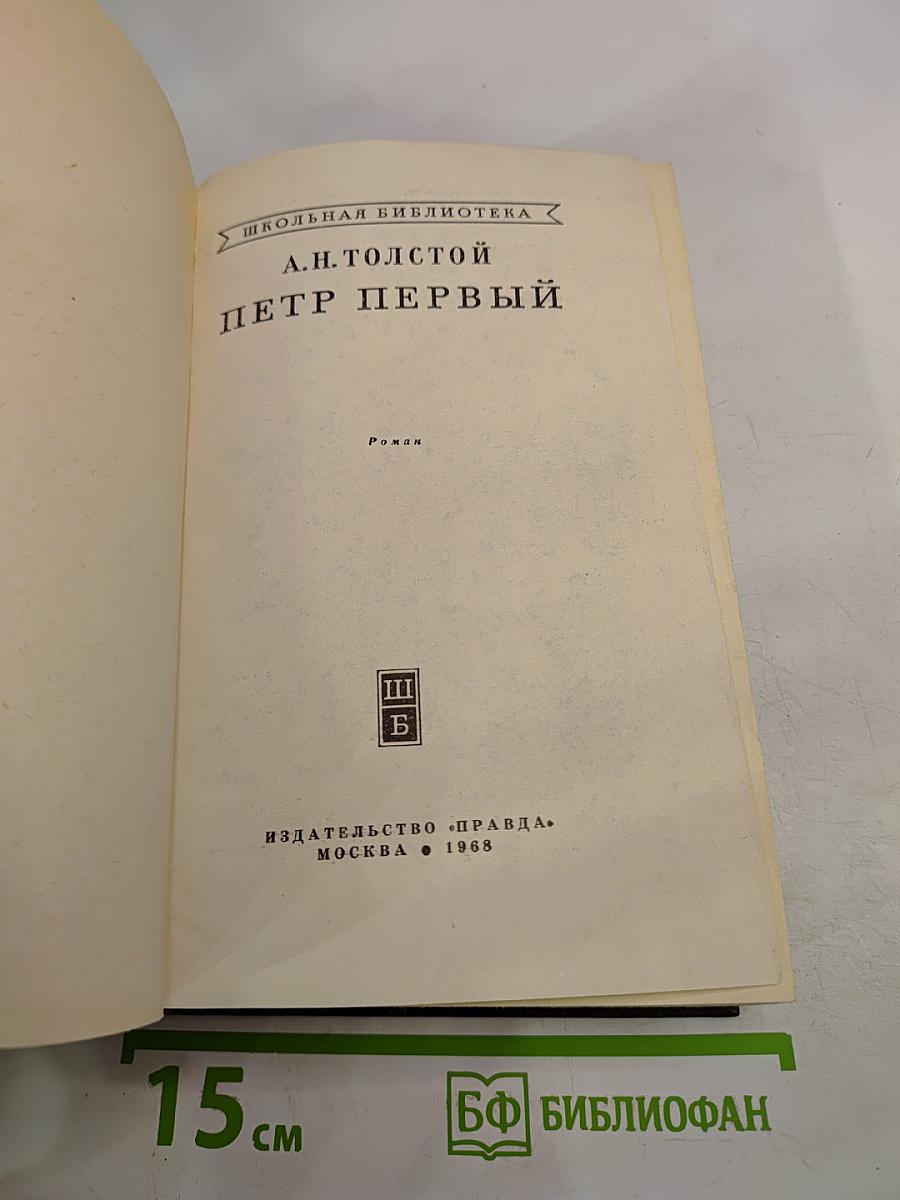 ШКОЛЬНАЯ БИБЛИОТЕКА
А.Н.ТОЛСТОЙ
ПЕТР ПЕРВЫЙ
Роман
Ш
Б
ИЗДАТЕЛЬСТВО «ПРАВДА»
МОСКВА ● 1968
15 см
БФ БИБЛИОФАН